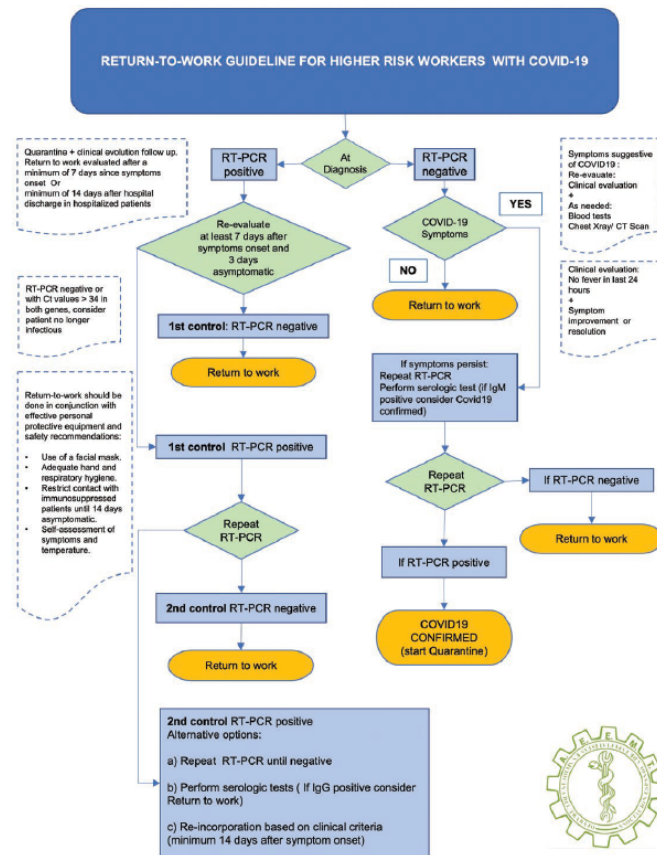 RETURN-TO-WORK GUIDELINE FOR HIGHER RISK WORKERS WITH COVID-19
Quarantine + clinical evolution follow up.
Return to work evaluated after a
minimum of 7 days since symptoms
onset Or
minimum of 14 days after hospital
discharge in hospitalized patients
RT-PCR
positive
At
Diagnosis
RT-PCR
negative
Symptoms suggestive
of COVID19 :
Re-evauate:
Clinical evaluation
+
As needed:
Blood tests
Chest Xray/ CT Scan
YES
Re-evaluate
at least 7 days after
symptoms onset and
3 days
asymptomatic
COVID-19
Symptoms
NO
Return to work
Clinical evaluation:
No fever in last 24
hours
+
Symptom
improvement or
resolution
RT-PCR negative or
with Ct values > 34 in
both genes, consider
patient no longer
infectious
1st control: RT-PCR negative
Return to work
If symptoms persist:
Repeat RT-PCR
Perform serologic test (if IgM
positive consider Covid19
confirmed)
Return-to-work should be
done in conjunction with
effective personal
protective equipment and
safety recommendations:
• Use of a facial mask.
• Adequate hand and
respiratory hygiene.
• Restrict contact with
immunosuppressed
patients until 14 days
asymptomatic.
• Self-assessment of
symptoms and
temperature.
1st control RT-PCR positive
Repeat
RT-PCR
If RT-PCR negative
Return to work
Repeat
RT-PCR
If RT-PCR positive
2nd control RT-PCR negative
Return to work
COVID19
CONFIRMED
(start Quarantine)
2nd control RT-PCR positive
Alternative options:
a) Repeat RT-PCR until negative
b) Perform serologic tests ( If IgG positive consider
Return to work)
c) Re-incorporation based on clinical criteria
(minimum 14 days after symptom onset)
A.E.E.M.T.